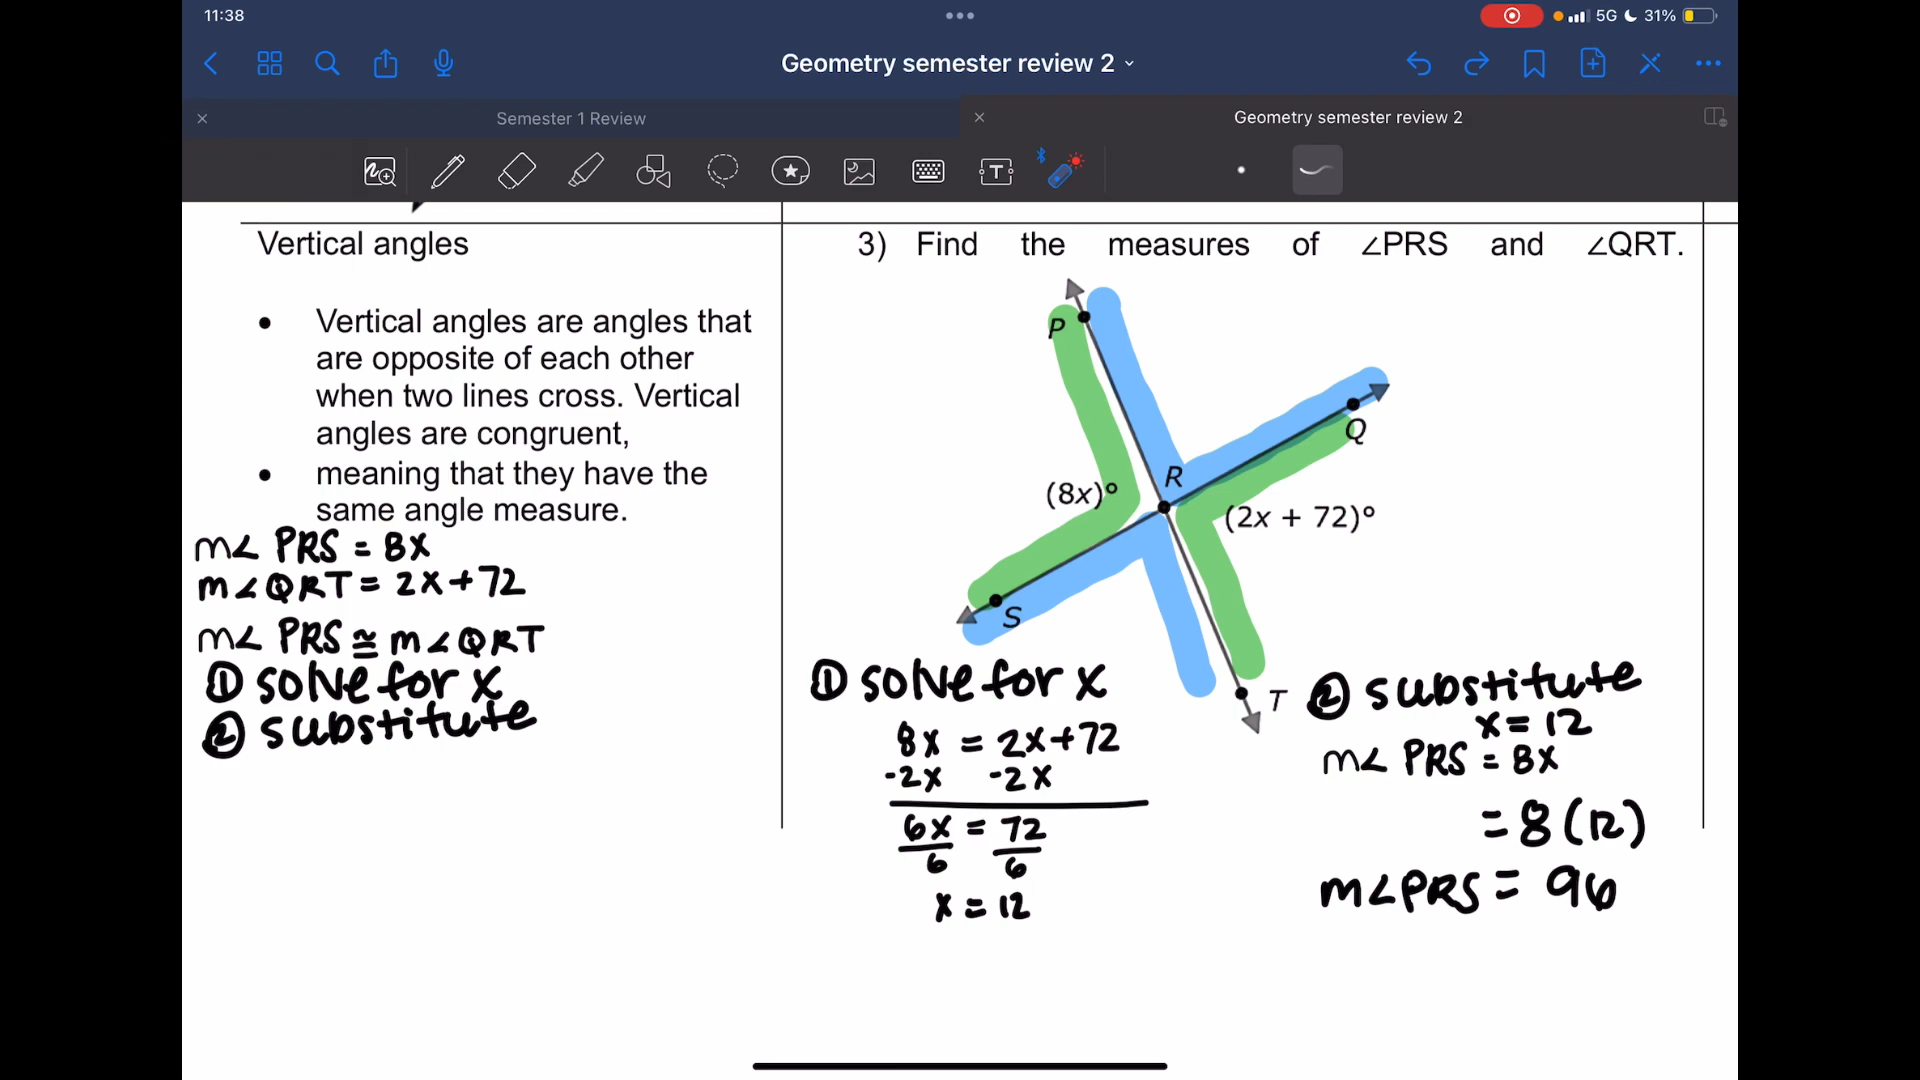 11:38
5G 31%
Geometry semester review 2
Semester 1 Review
Geometry semester review 2
T
Vertical angles
• Vertical angles are angles that
are opposite of each other
when two lines cross. Vertical
angles are congruent,
• meaning that they have the
same angle measure.
m∠ PRS = 8x
m∠QRT = 2x+72
m∠ PRS ≅ m∠QRT
① solve for x
② substitute
3) Find the measures of ∠PRS and ∠QRT.
P
Q
R
(8x)°
(2x + 72)°
S
T
① solve for x
8x = 2x+72
-2x -2x
6x = 72
6 6
x = 12
② substitute
x = 12
m∠ PRS = 8x
= 8(12)
m∠PRS = 96